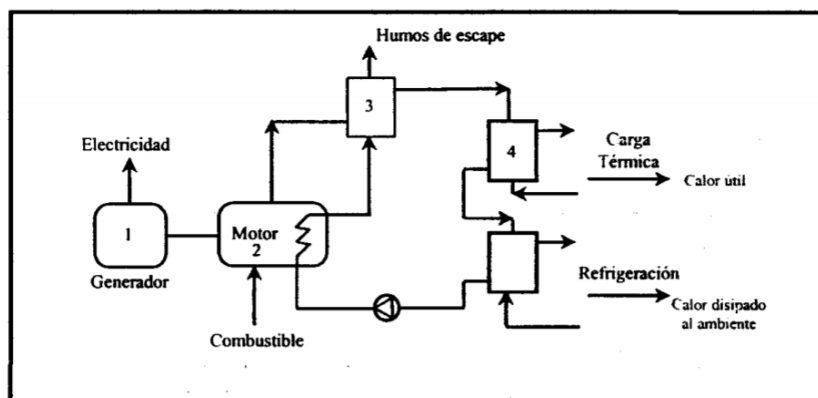 Humos de escape
3
Electricidad
4
Carga
Térmica
Calor útil
1
Motor
2
Generador
Refrigeración
Calor disipado
al ambiente
Combustible